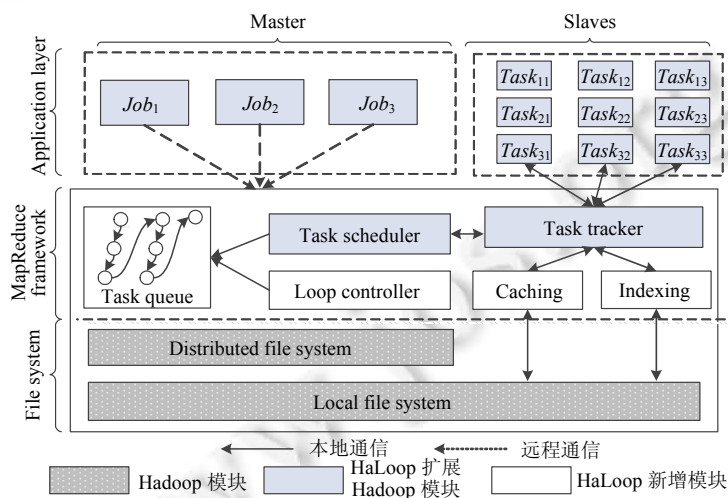 Master
Slaves
Application layer
Job₁
Job₂
Job₃
Task₁₁
Task₁₂
Task₁₃
Task₂₁
Task₂₂
Task₂₃
Task₃₁
Task₃₂
Task₃₃
MapReduce
framework
Task queue
Task scheduler
Task tracker
Loop controller
Caching
Indexing
File system
Distributed file system
Local file system
本地通信
远程通信
Hadoop 模块
HaLoop 扩展
Hadoop 模块
HaLoop 新增模块